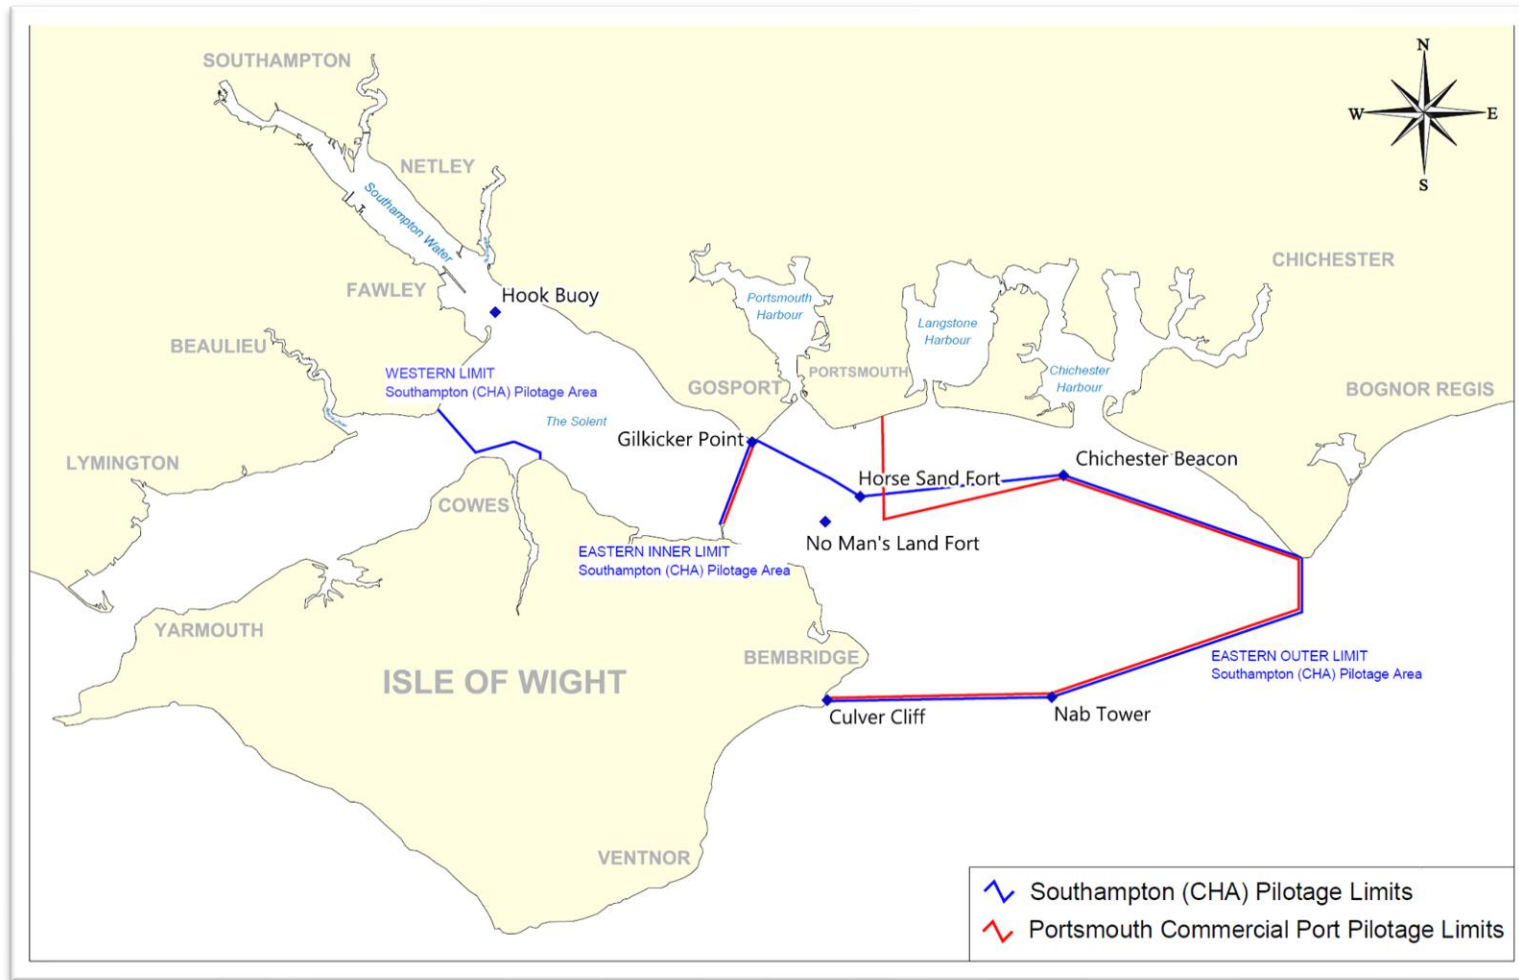 N
W
E
S
SOUTHAMPTON
NETLEY
Southampton Water
FAWLEY
Hook Buoy
BEAULIEU
CHICHESTER
Portsmouth
Harbour
Langstone
Harbour
Chichester
Harbour
WESTERN LIMIT
Southampton (CHA) Pilotage Area
GOSPORT
PORTSMOUTH
BOGNOR REGIS
The Solent
Gilkicker Point
LYMINGTON
Chichester Beacon
Horse Sand Fort
COWES
No Man's Land Fort
EASTERN INNER LIMIT
Southampton (CHA) Pilotage Area
YARMOUTH
ISLE OF WIGHT
BEMBRIDGE
EASTERN OUTER LIMIT
Southampton (CHA) Pilotage Area
Culver Cliff
Nab Tower
VENTNOR
Southampton (CHA) Pilotage Limits
Portsmouth Commercial Port Pilotage Limits